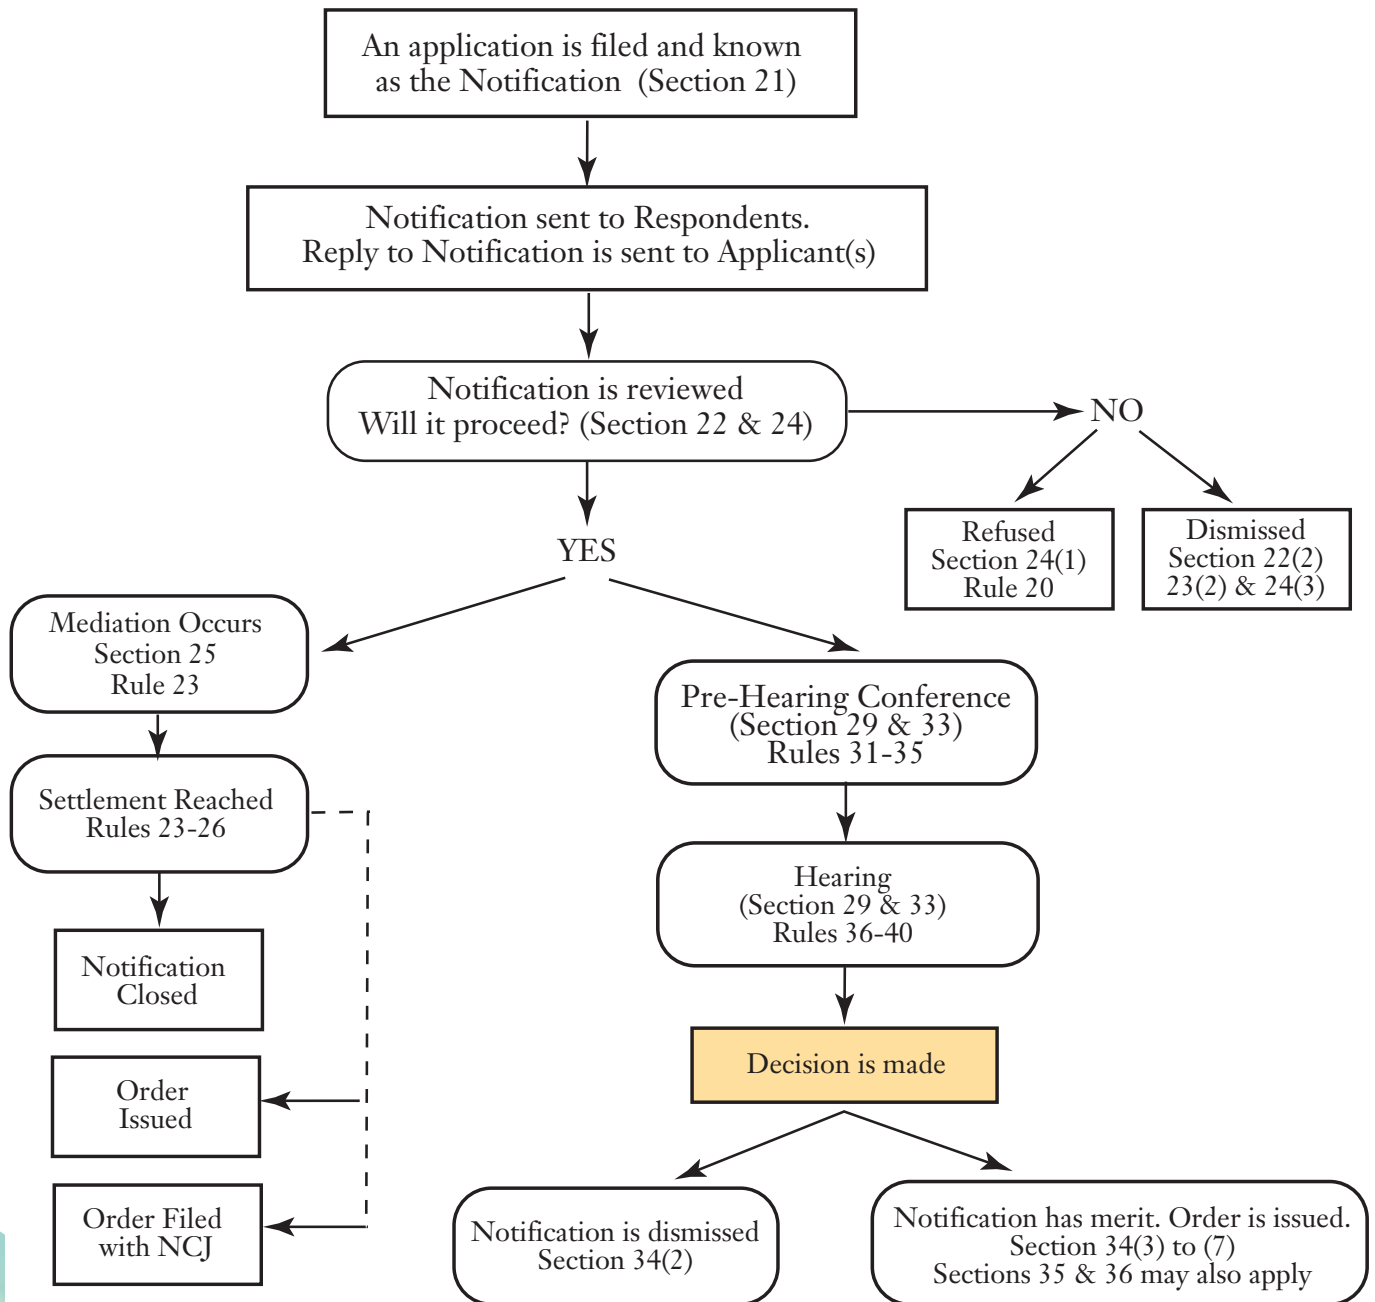 An application is filed and known
as the Notification (Section 21)
Notification sent to Respondents.
Reply to Notification is sent to Applicant(s)
Notification is reviewed
Will it proceed? (Section 22 & 24)
NO
Refused
Section 24(1)
Rule 20
Dismissed
Section 22(2)
23(2) & 24(3)
YES
Mediation Occurs
Section 25
Rule 23
Settlement Reached
Rules 23-26
Notification
Closed
Order
Issued
Order Filed
with NCJ
Pre-Hearing Conference
(Section 29 & 33)
Rules 31-35
Hearing
(Section 29 & 33)
Rules 36-40
Decision is made
Notification is dismissed
Section 34(2)
Notification has merit. Order is issued.
Section 34(3) to (7)
Sections 35 & 36 may also apply